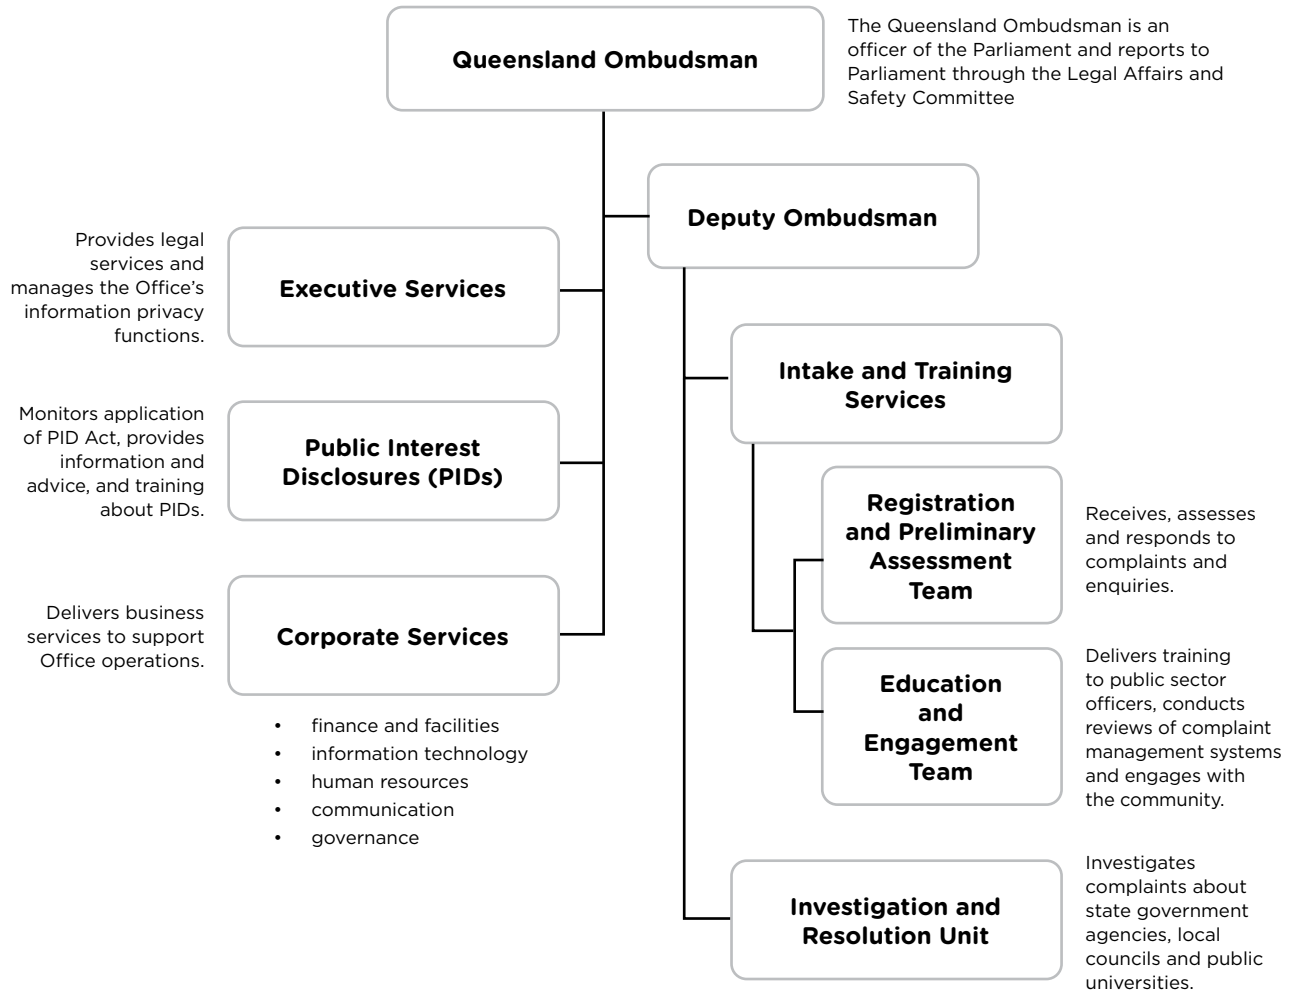 Queensland Ombudsman
The Queensland Ombudsman is an
officer of the Parliament and reports to
Parliament through the Legal Affairs and
Safety Committee
Deputy Ombudsman
Provides legal
services and
manages the Office's
information privacy
functions.
Executive Services
Intake and Training
Services
Monitors application
of PID Act, provides
information and
advice, and training
about PIDs.
Public Interest
Disclosures (PIDs)
Registration
and Preliminary
Assessment
Team
Receives, assesses
and responds to
complaints and
enquiries.
Delivers business
services to support
Office operations.
Corporate Services
• finance and facilities
• information technology
• human resources
• communication
• governance
Education
and
Engagement
Team
Delivers training
to public sector
officers, conducts
reviews of complaint
management systems
and engages with
the community.
Investigation and
Resolution Unit
Investigates
complaints about
state government
agencies, local
councils and public
universities.